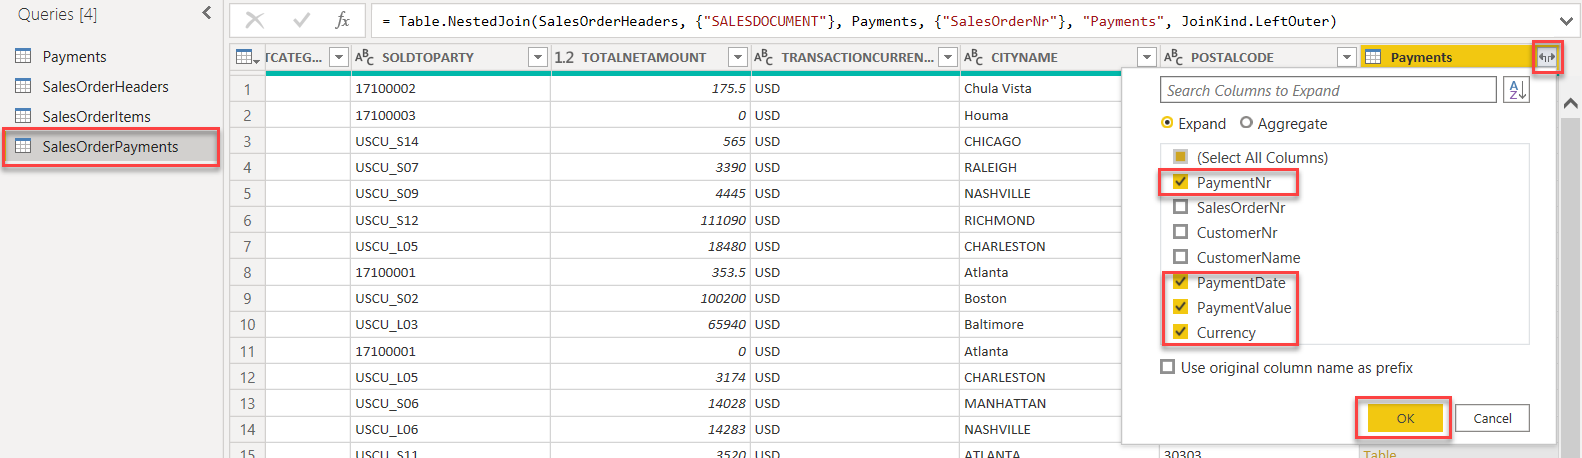 Queries [4]
Payments
SalesOrderHeaders
SalesOrderItems
SalesOrderPayments
fx = Table.NestedJoin(SalesOrderHeaders, {"SALESDOCUMENT"}, Payments, {"SalesOrderNr"}, "Payments", JoinKind.LeftOuter)
TCATEG... ABC SOLDTOPARTY 1.2 TOTALNETAMOUNT ABC TRANSACTIONCURREN... ABC CITYNAME ABC POSTALCODE Payments
1 17100002 175.5 USD Chula Vista
2 17100003 0 USD Houma
3 USCU_S14 565 USD CHICAGO
4 USCU_S07 3390 USD RALEIGH
5 USCU_S09 4445 USD NASHVILLE
6 USCU_S12 111090 USD RICHMOND
7 USCU_L05 18480 USD CHARLESTON
8 17100001 353.5 USD Atlanta
9 USCU_S02 100200 USD Boston
10 USCU_L03 65940 USD Baltimore
11 17100001 0 USD Atlanta
12 USCU_L05 3174 USD CHARLESTON
13 USCU_S06 14028 USD MANHATTAN
14 USCU_L06 14283 USD NASHVILLE
15 USCU_S11 3520 USD ATLANTA 30303 Table
Search Columns to Expand
AZ
Expand Aggregate
(Select All Columns)
PaymentNr
SalesOrderNr
CustomerNr
CustomerName
PaymentDate
PaymentValue
Currency
Use original column name as prefix
OK Cancel